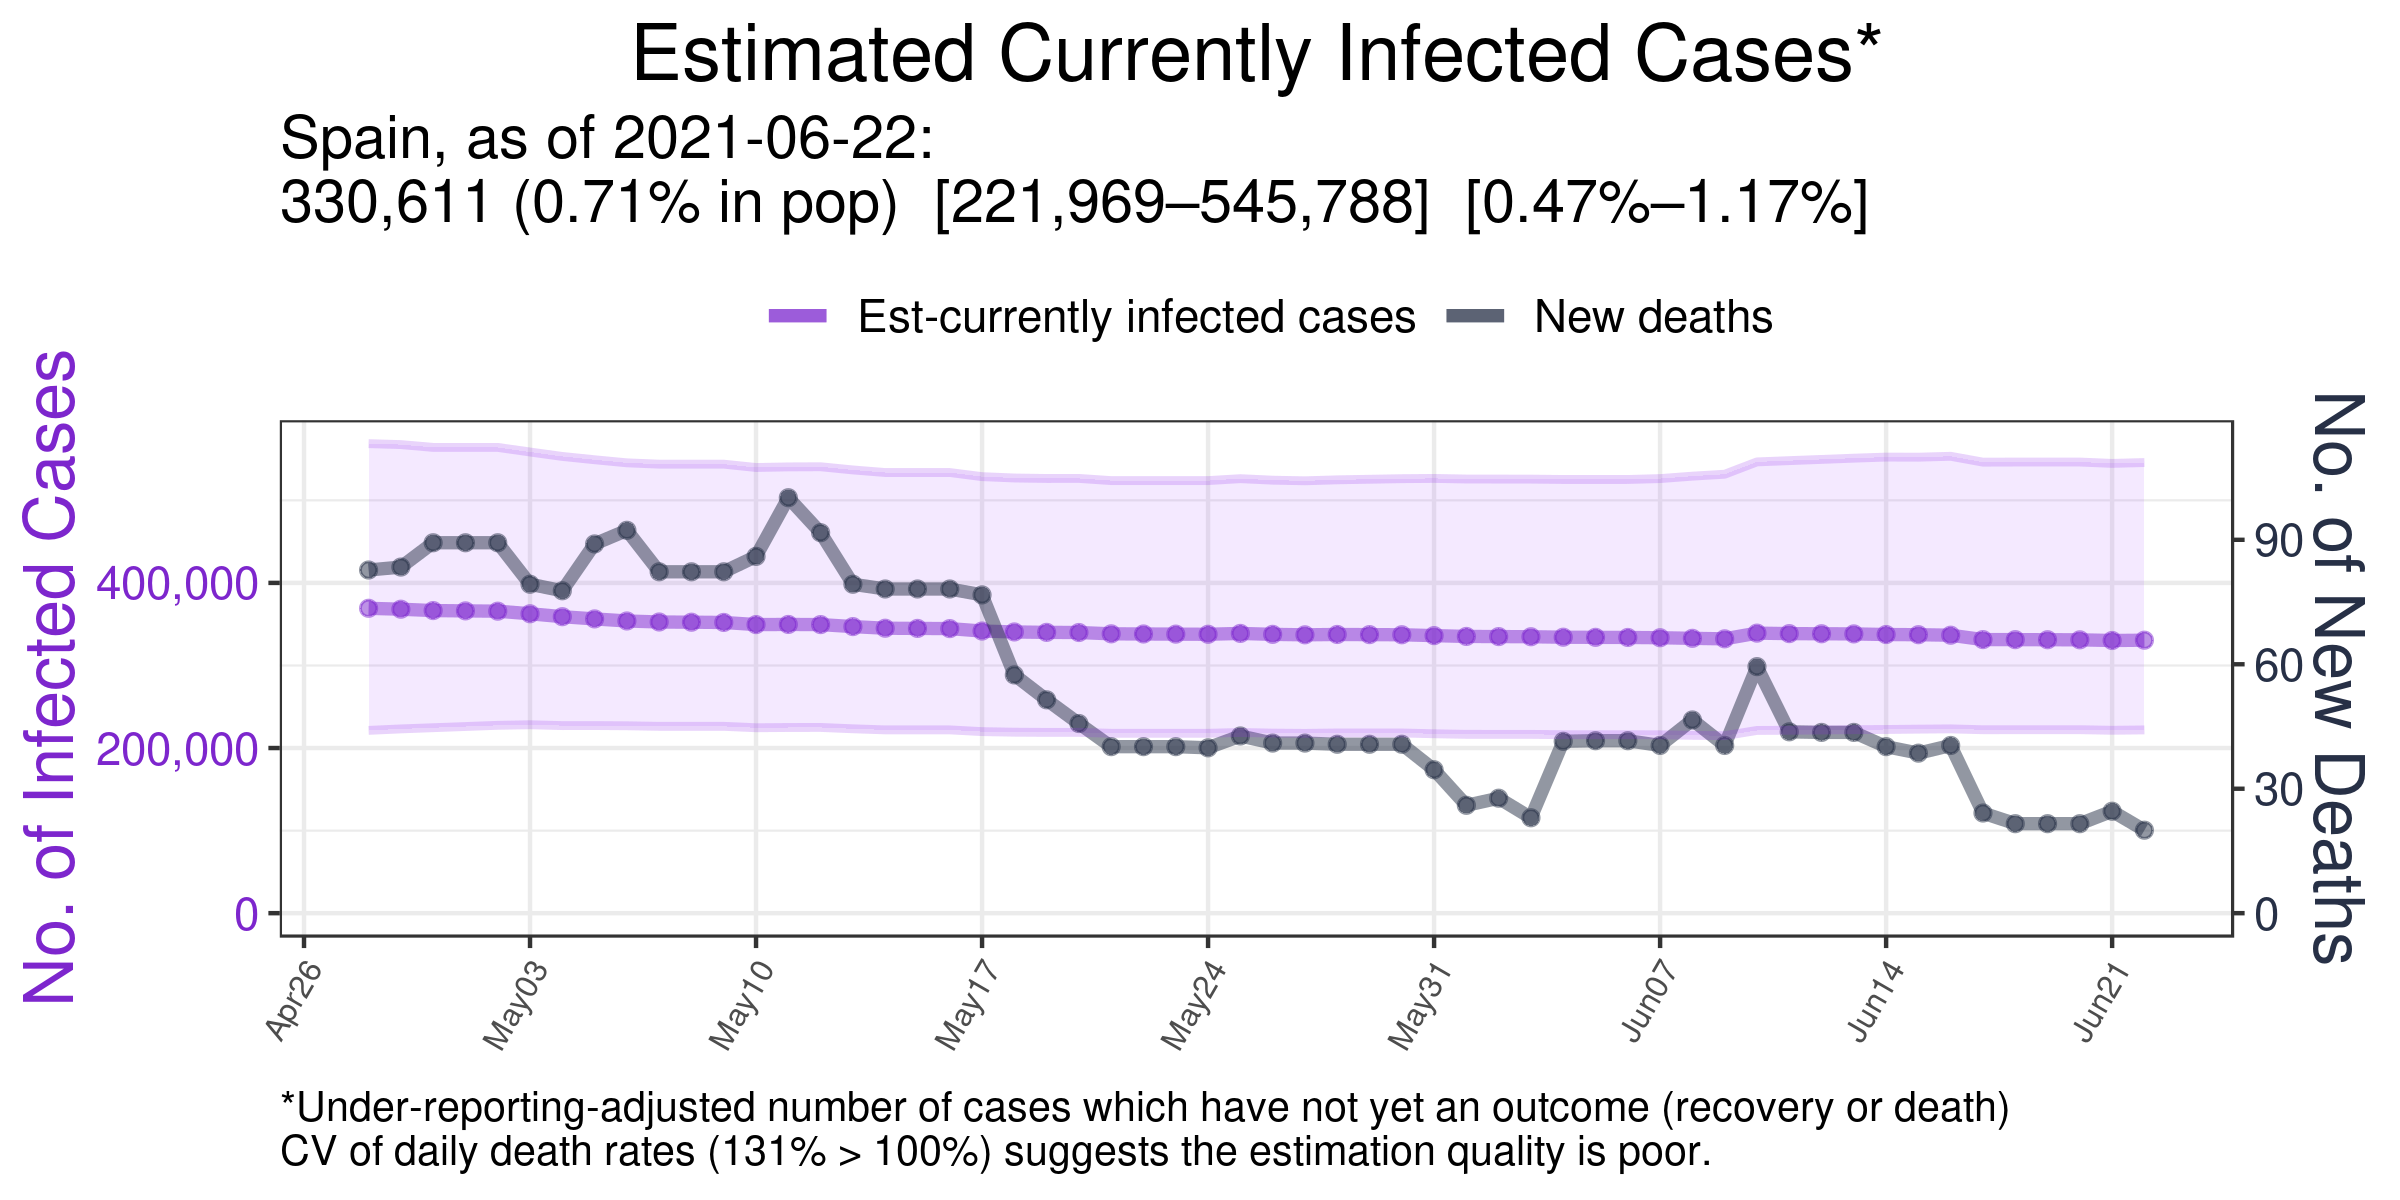 Estimated Currently Infected Cases*
Spain, as of 2021-06-22:
330,611 (0.71% in pop) [221,969–545,788] [0.47%–1.17%]
Est-currently infected cases
New deaths
No. of Infected Cases
400,000
200,000
0
No. of New Deaths
90
60
30
0
Apr26
May03
May10
May17
May24
May31
Jun07
Jun14
Jun21
*Under-reporting-adjusted number of cases which have not yet an outcome (recovery or death)
CV of daily death rates (131% > 100%) suggests the estimation quality is poor.